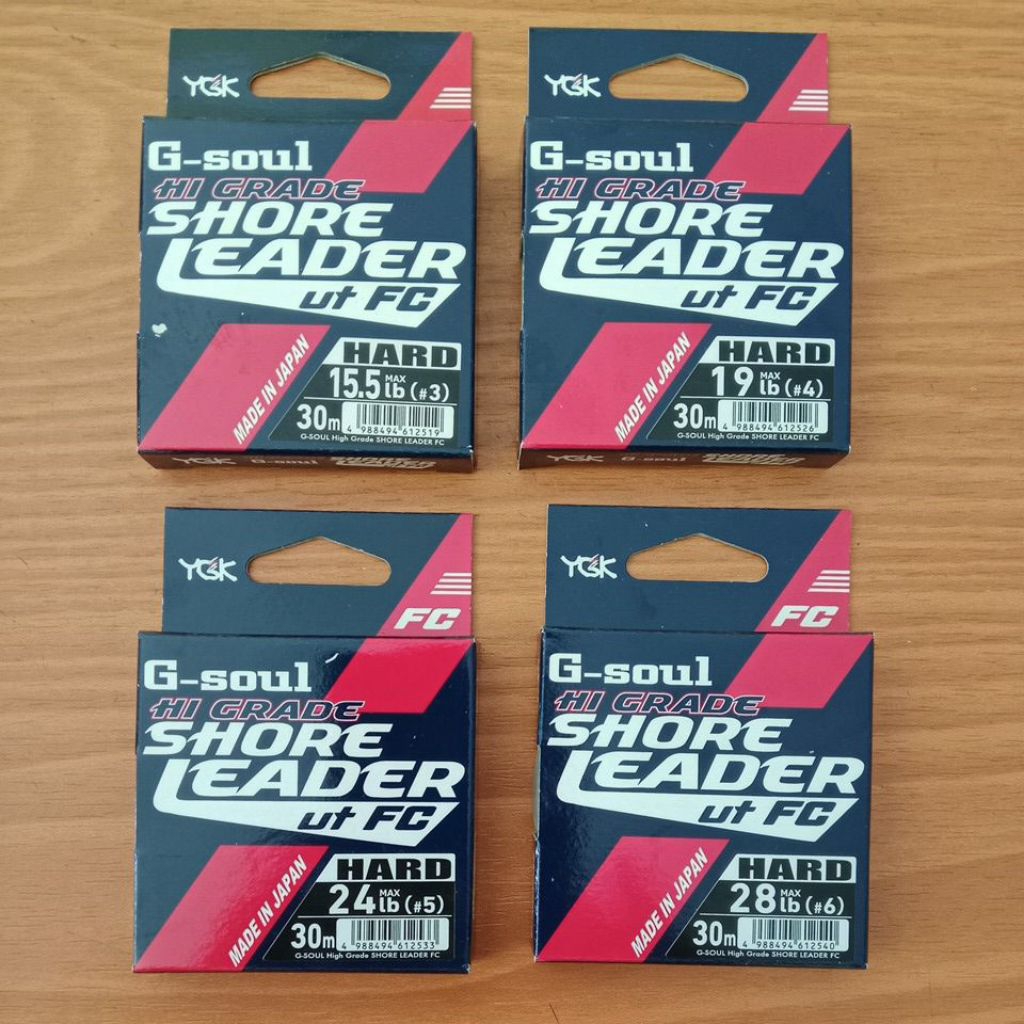 YGK
G-soul
HI GRADE
SHORE
LEADER
ut FC
MADE IN JAPAN
HARD
15.5 MAX lb (#3)
30m
4 988494 612519
G-SOUL High Grade SHORE LEADER FC
YGK G-soul
YGK
G-soul
HI GRADE
SHORE
LEADER
ut FC
MADE IN JAPAN
HARD
19 MAX lb (#4)
30m
4 988494 612526
G-SOUL High Grade SHORE LEADER FC
YGK G-soul
YGK
FC
G-soul
HI GRADE
SHORE
LEADER
ut FC
MADE IN JAPAN
HARD
24 MAX lb (#5)
30m
4 988494 612533
G-SOUL High Grade SHORE LEADER FC
YGK
FC
G-soul
HI GRADE
SHORE
LEADER
ut FC
MADE IN JAPAN
HARD
28 MAX lb (#6)
30m
4 988494 612540
G-SOUL High Grade SHORE LEADER FC